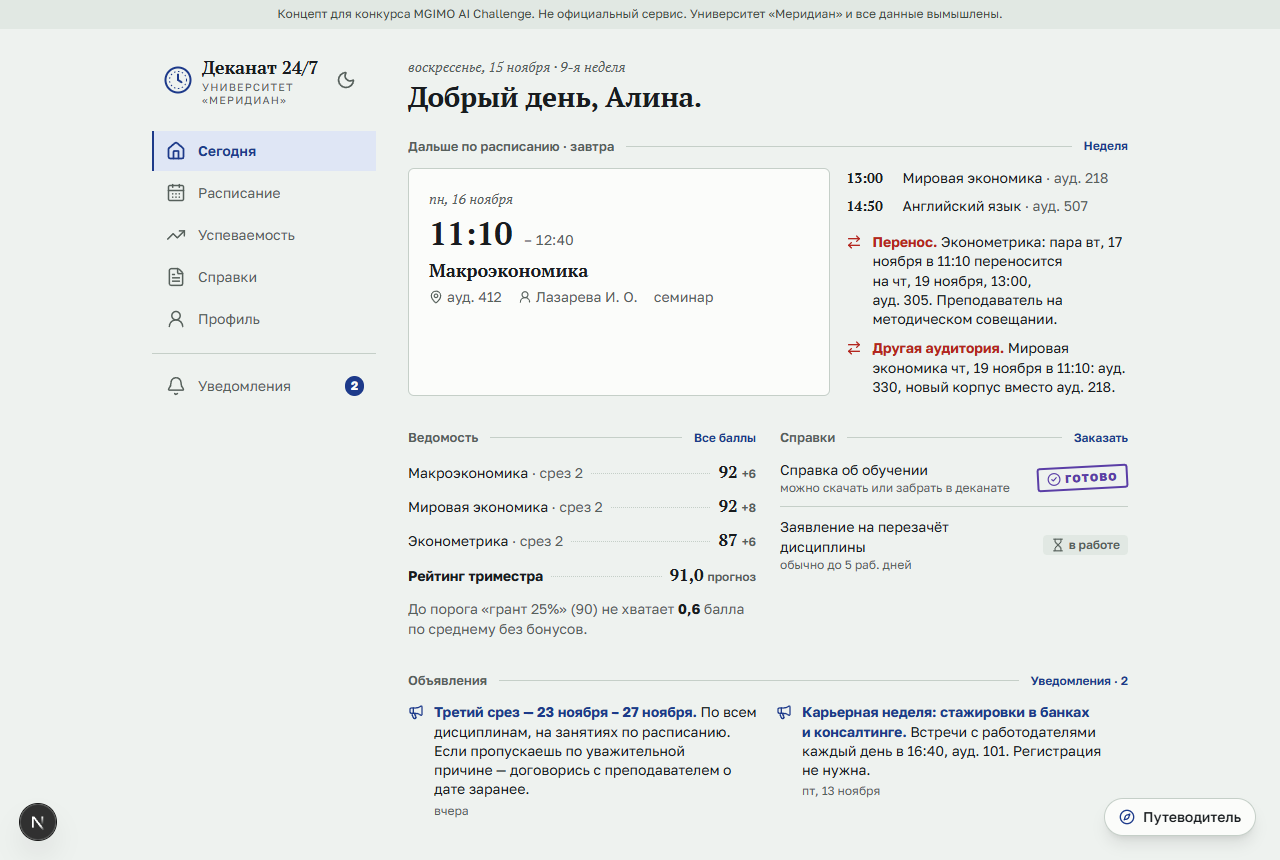 Концепт для конкурса MGIMO AI Challenge. Не официальный сервис. Университет «Меридиан» и все данные вымышлены.
Деканат 24/7
УНИВЕРСИТЕТ
«МЕРИДИАН»
Сегодня
Расписание
Успеваемость
Справки
Профиль
Уведомления 2
воскресенье, 15 ноября · 9-я неделя
Добрый день, Алина.
Дальше по расписанию · завтра
Неделя
пн, 16 ноября
11:10 – 12:40
Макроэкономика
ауд. 412 Лазарева И. О. семинар
13:00 Мировая экономика · ауд. 218
14:50 Английский язык · ауд. 507
Перенос. Эконометрика: пара вт, 17
ноября в 11:10 переносится
на чт, 19 ноября, 13:00,
ауд. 305. Преподаватель на
методическом совещании.
Другая аудитория. Мировая
экономика чт, 19 ноября в 11:10: ауд.
330, новый корпус вместо ауд. 218.
Ведомость
Все баллы
Макроэкономика · срез 2 92 +6
Мировая экономика · срез 2 92 +8
Эконометрика · срез 2 87 +6
Рейтинг триместра 91,0 прогноз
До порога «грант 25%» (90) не хватает 0,6 балла
по среднему без бонусов.
Справки
Заказать
Справка об обучении
можно скачать или забрать в деканате
готово
Заявление на перезачёт
дисциплины
обычно до 5 раб. дней
в работе
Объявления
Уведомления · 2
Третий срез — 23 ноября – 27 ноября. По всем
дисциплинам, на занятиях по расписанию.
Если пропускаешь по уважительной
причине — договорись с преподавателем о
дате заранее.
вчера
Карьерная неделя: стажировки в банках
и консалтинге. Встречи с работодателями
каждый день в 16:40, ауд. 101. Регистрация
не нужна.
пт, 13 ноября
N
Путеводитель